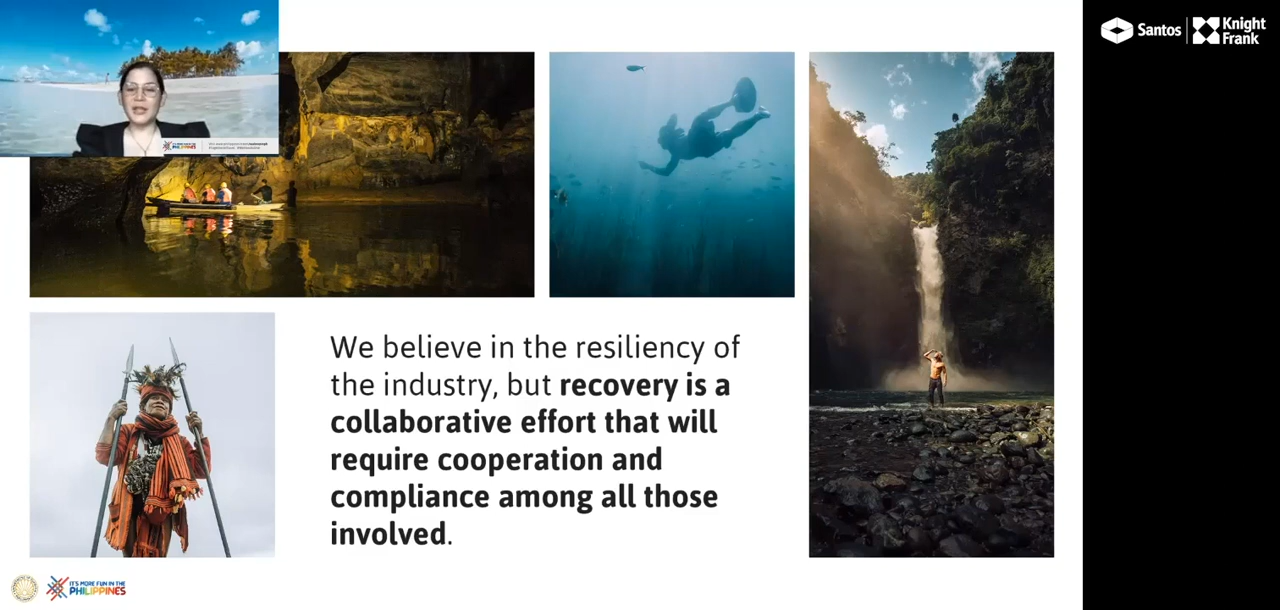 Santos
Knight
Frank
We believe in the resiliency of
the industry, but recovery is a
collaborative effort that will
require cooperation and
compliance among all those
involved.
IT'S MORE FUN IN THE
PHILIPPINES